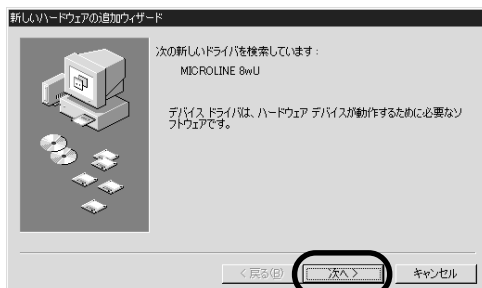 新しいハードウェアの追加ウィザード
次の新しいドライバを検索しています：
MICROLINE 8wU
デバイス ドライバは、ハードウェア デバイスが動作するために必要なソ
フトウェアです。
< 戻る(B)
次へ >
キャンセル